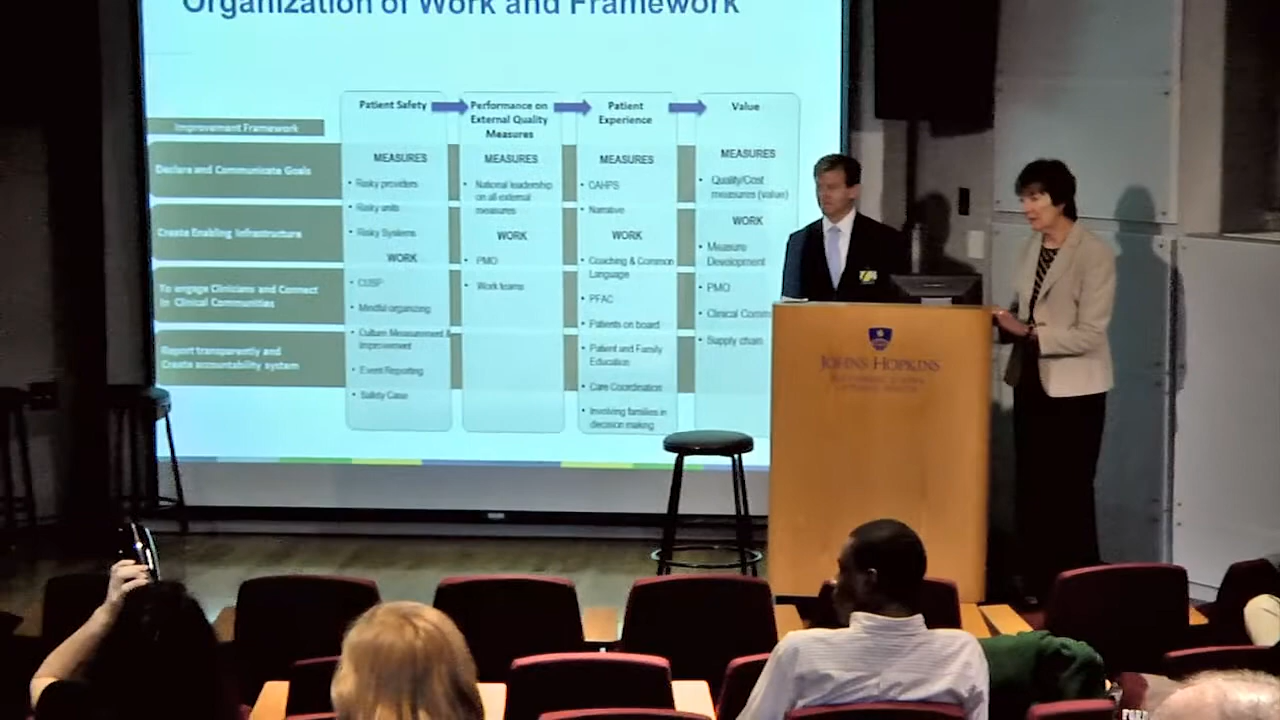 Organization of Work and Framework
Improvement Framework
Declare and Communicate Goals
Create Enabling Infrastructure
To engage Clinicians and Connect
in Clinical Communities
Report transparently and
Create accountability system
Patient Safety
MEASURES
• Risky providers
• Risky units
• Risky Systems
WORK
• CUSP
• Mindful organizing
• Culture Measurement &
Improvement
• Event Reporting
• Safety Case
Performance on
External Quality
Measures
MEASURES
• National leadership
on all external
measures
WORK
• PMO
• Work teams
Patient
Experience
MEASURES
• CAHPS
• Narrative
WORK
• Coaching & Common
Language
• PFAC
• Patients on board
• Patient and Family
Education
• Care Coordination
• Involving families in
decision making
Value
MEASURES
• Quality/Cost
measures (value)
WORK
• Measure
Development
• PMO
• Clinical Comm
• Supply chain
JOHNS HOPKINS